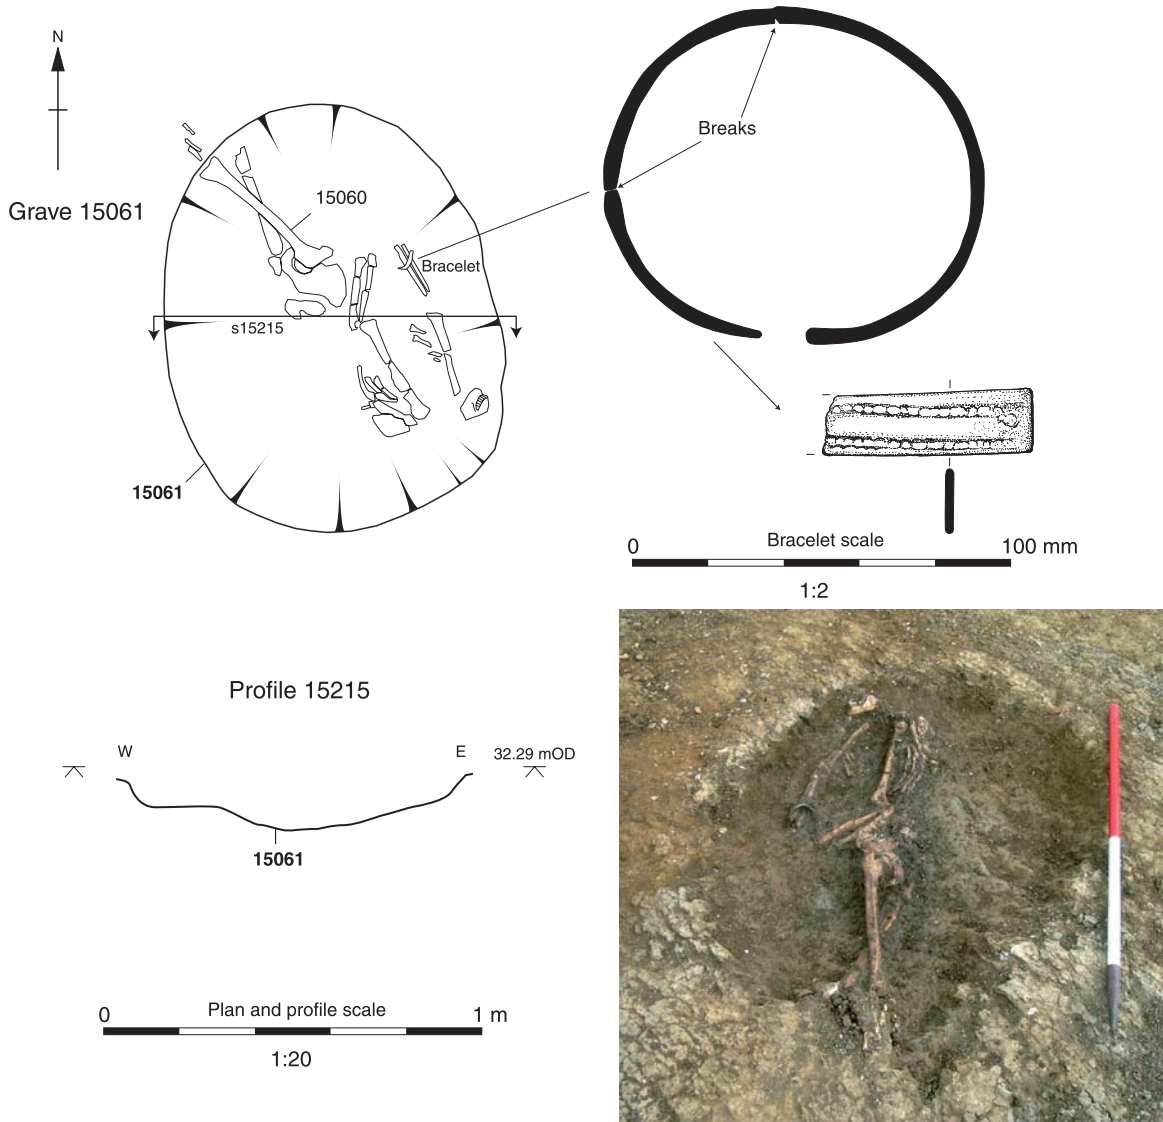 N
Grave 15061
15060
Bracelet
s15215
15061
Breaks
0 Bracelet scale 100 mm
1:2
Profile 15215
W E 32.29 mOD
15061
0 Plan and profile scale 1 m
1:20